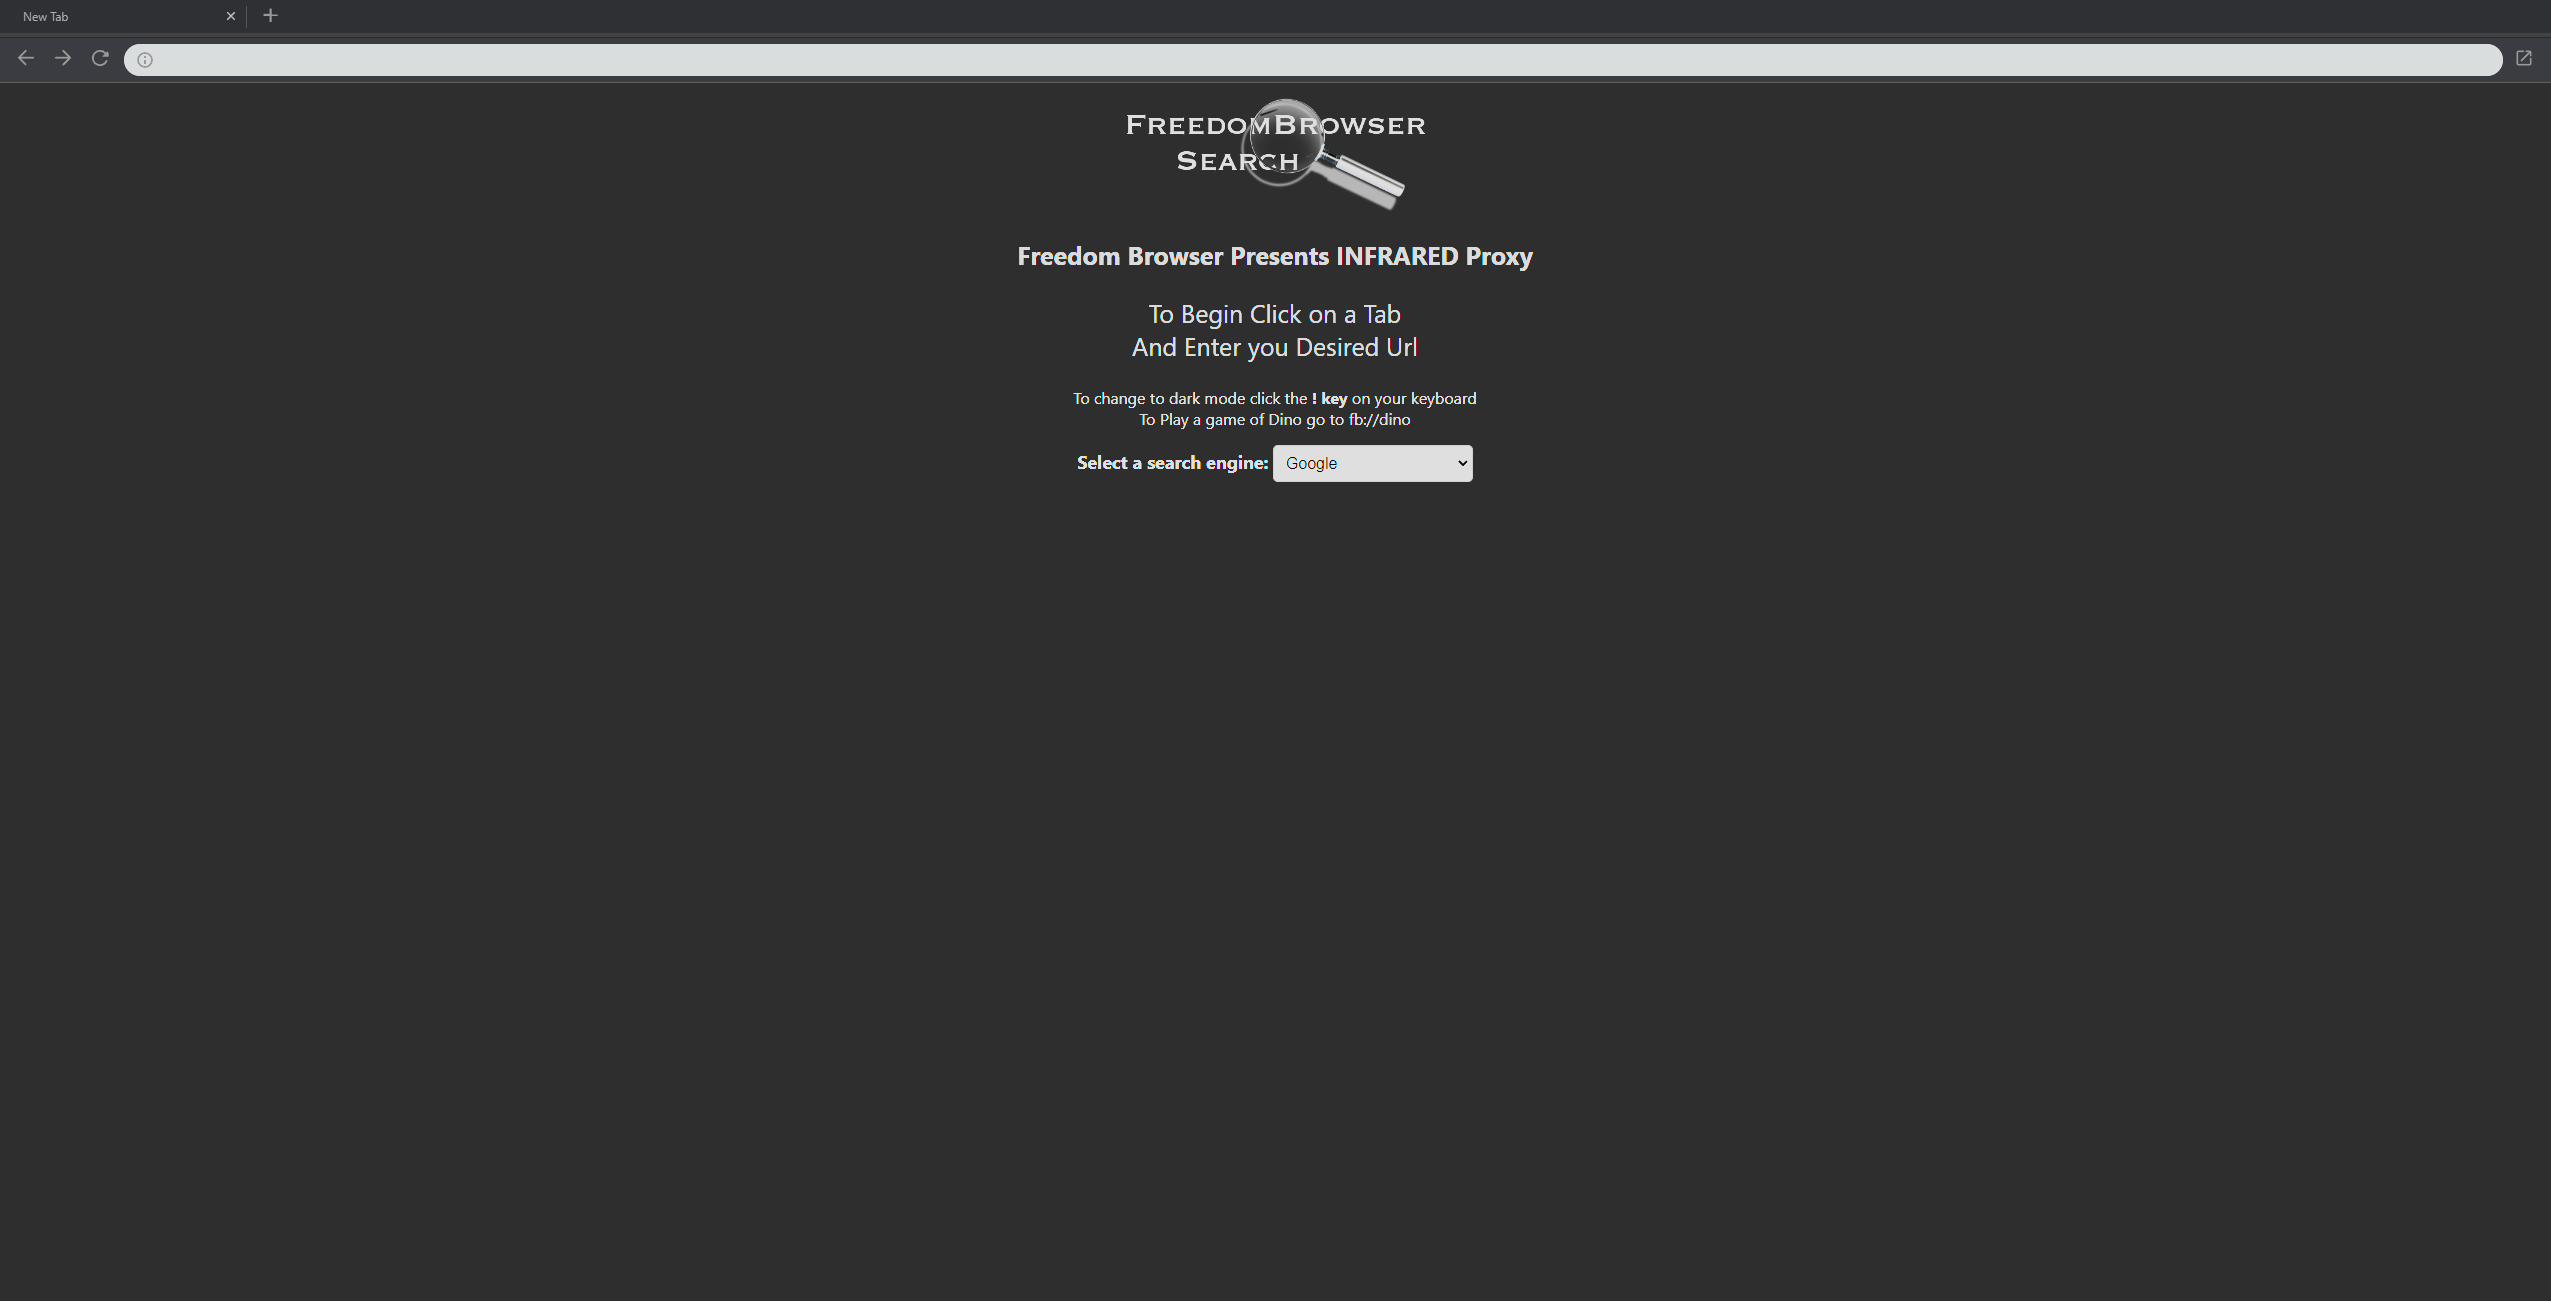 New Tab
FreedomBrowser
Search
Freedom Browser Presents INFRARED Proxy
To Begin Click on a Tab
And Enter you Desired Url
To change to dark mode click the ! key on your keyboard
To Play a game of Dino go to fb://dino
Select a search engine: Google